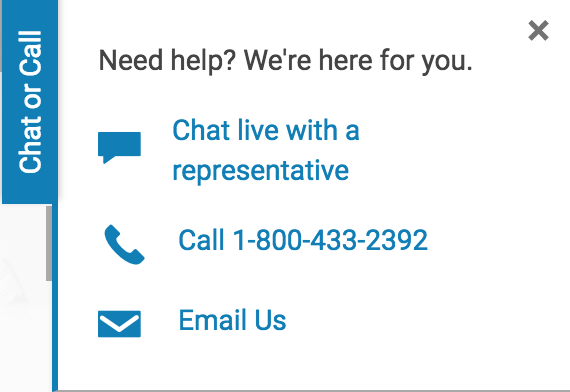 Chat or Call
Need help? We're here for you.
Chat live with a
representative
Call 1-800-433-2392
Email Us